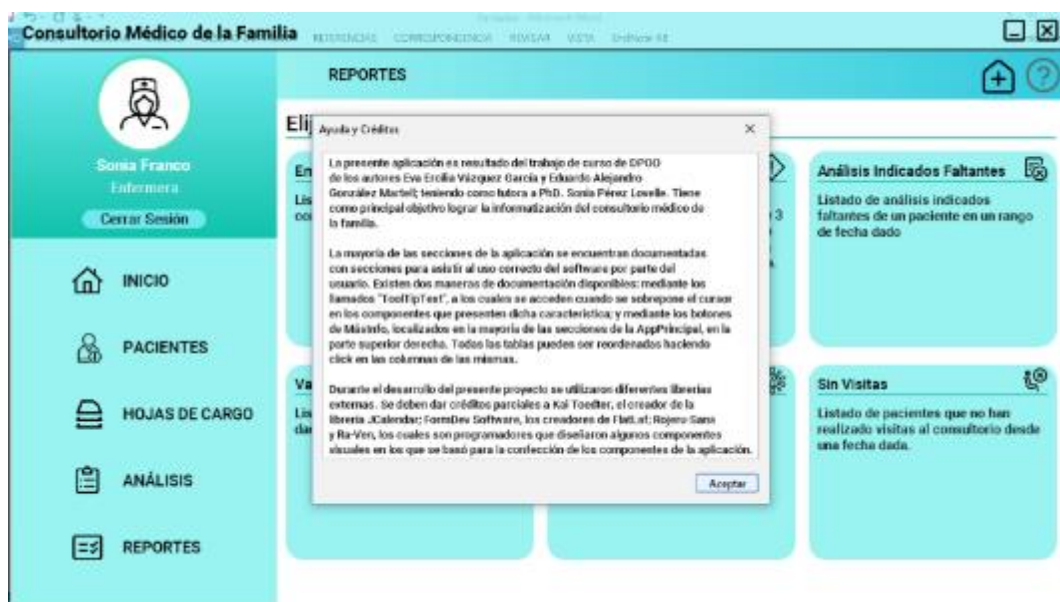 Consultorio Médico de la Familia
REFERENCIAS CORRESPONDENCIA REVISAR VISTA
REPORTES
Sonia Franco
Enfermera
Cerrar Sesión
INICIO
PACIENTES
HOJAS DE CARGO
ANÁLISIS
REPORTES
Elij
En
Lis
Va
Lis
Ayuda y Créditos
La presente aplicación es resultado del trabajo de curso de DPOO
de los autores Eva Ercilia Vázquez García y Eduardo Alejandro
González Martell; teniendo como tutora a PhD. Sonia Pérez Lovelle. Tiene
como principal objetivo lograr la informatización del consultorio médico de
la familia.
La mayoría de las secciones de la aplicación se encuentran documentadas
con secciones para asistir al uso correcto del software por parte del
usuario. Existen dos maneras de documentación disponibles: mediante los
llamados "ToolTipText", a los cuales se acceden cuando se sobrepone el cursor
en los componentes que presenten dicha característica; y mediante los botones
de MásInfo, localizados en la mayoría de las secciones de la AppPrincipal, en la
parte superior derecha. Todas las tablas pueden ser reordenadas haciendo
click en las columnas de las mismas.
Durante el desarrollo del presente proyecto se utilizaron diferentes librerías
externas. Se deben dar créditos parciales a Kai Toedter, el creador de la
librería JCalendar; FormDev Software, los creadores de FlatLaf; Rojeru-Sans
y Ra-Ven, los cuales son programadores que diseñaron algunos componentes
visuales en los que se basó para la confección de los componentes de la aplicación.
Aceptar
3
Análisis Indicados Faltantes
Listado de análisis indicados
faltantes de un paciente en un rango
de fecha dado
Sin Visitas
Listado de pacientes que no han
realizado visitas al consultorio desde
una fecha dada.